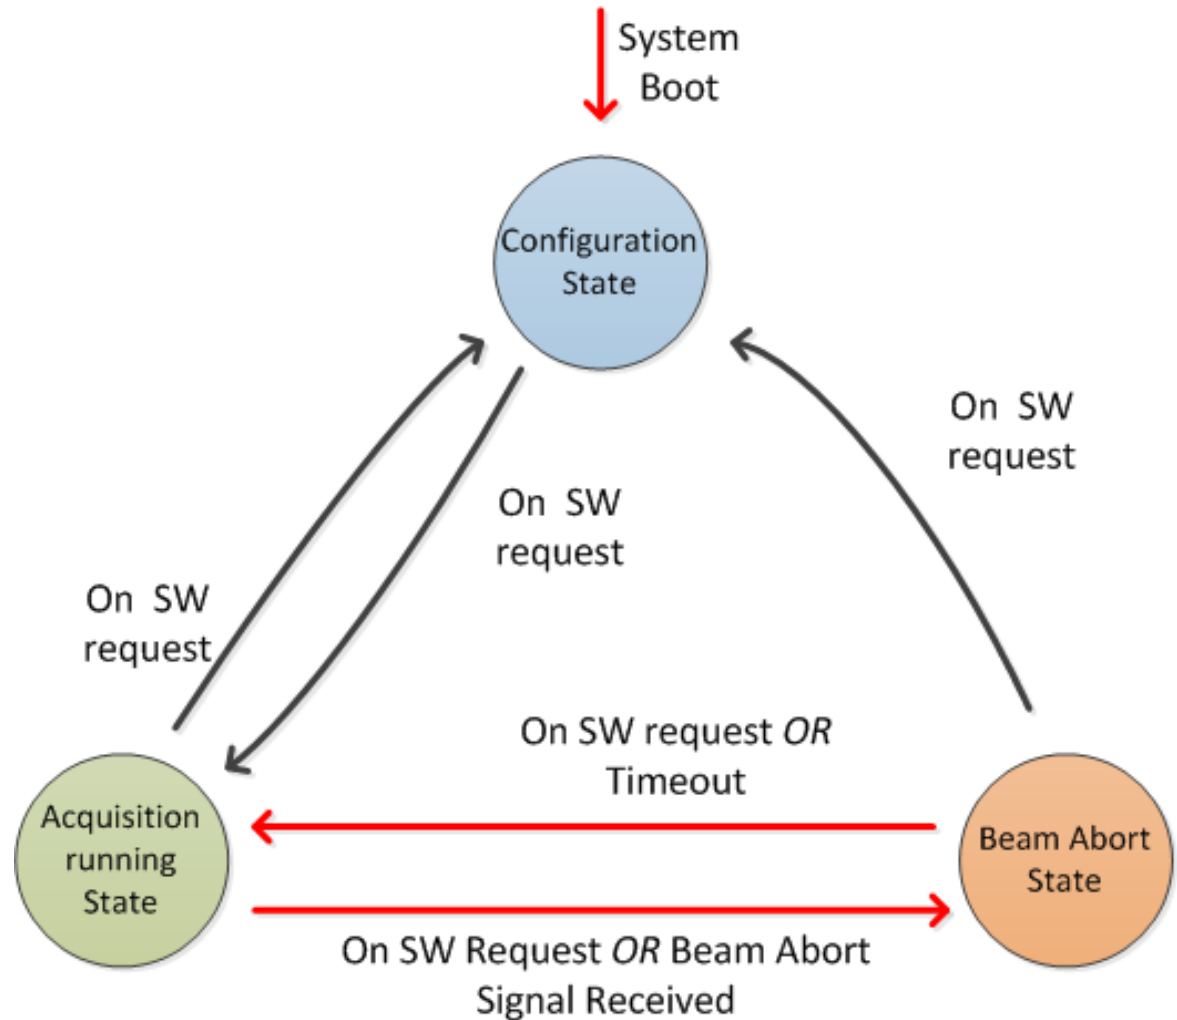 System
Boot
Configuration
State
On SW
request
On SW
request
On SW
request
On SW request OR
Timeout
Acquisition
running
State
Beam Abort
State
On SW Request OR Beam Abort
Signal Received